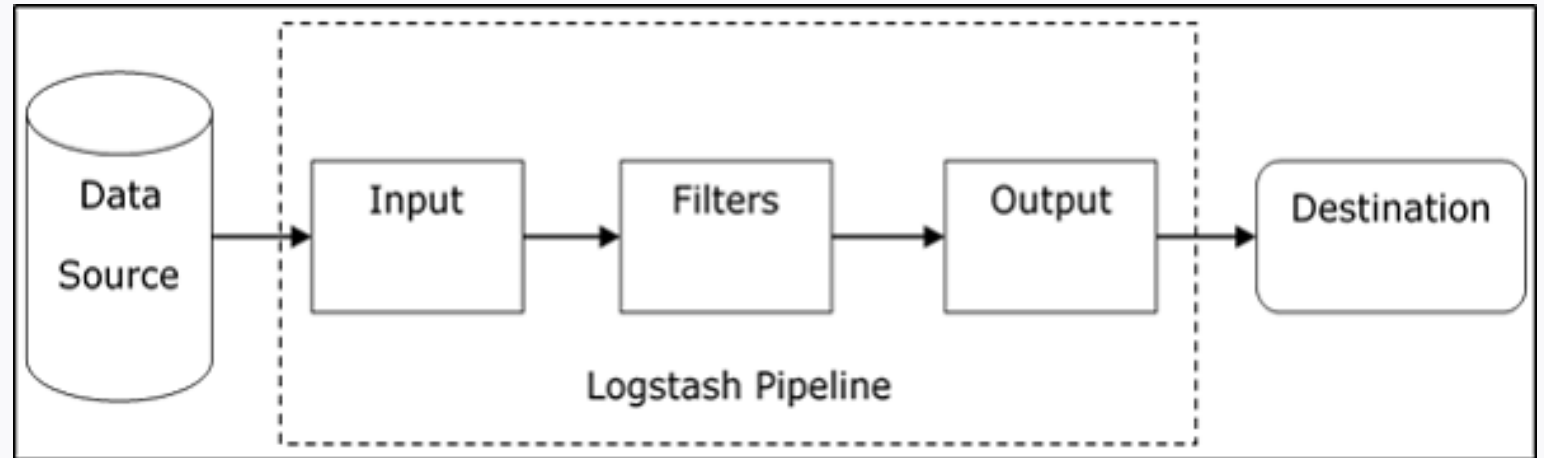 Data
Source
Input
Filters
Output
Destination
Logstash Pipeline